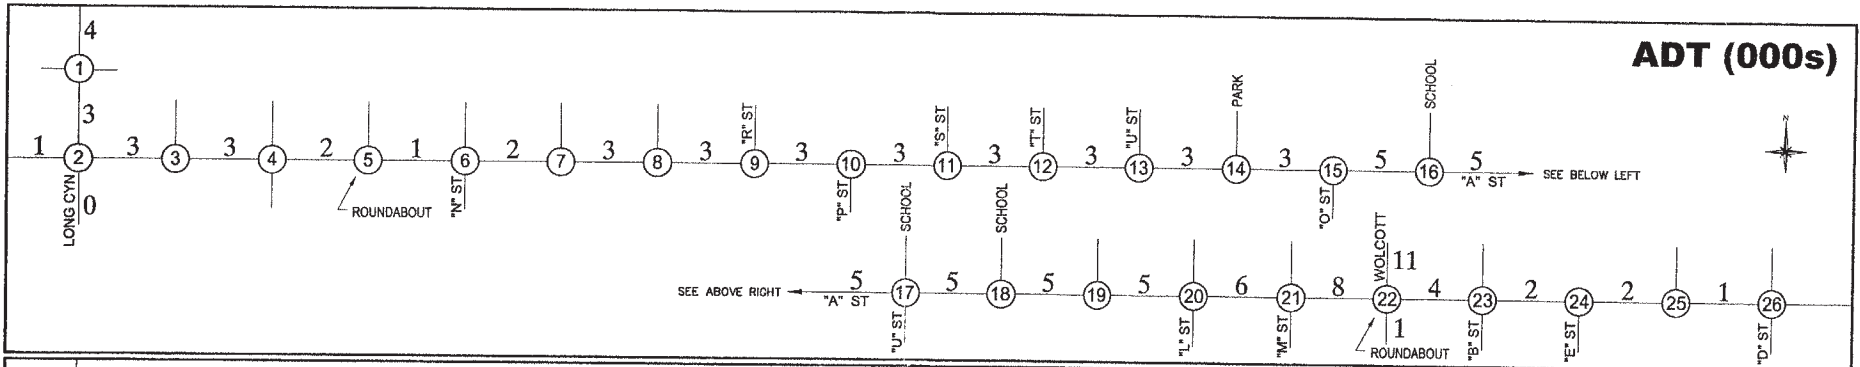 ADT (000s)
4
1
3
1 2 3 3 3 4 2 5 1 6 2 7 3 8 3 9 3 10 3 11 3 12 3 13 3 14 3 15 5 16 5
LONG CYN
0
ROUNDABOUT
"N" ST
"R" ST
"P" ST
"S" ST
"T" ST
"U" ST
PARK
"O" ST
SCHOOL
"A" ST
SEE BELOW LEFT
N
SEE ABOVE RIGHT
5 17 5 18 5 19 5 20 6 21 8 22 4 23 2 24 2 25 1 26
"A" ST
SCHOOL
"U" ST
SCHOOL
"L" ST
"M" ST
WOLCOTT
11
1
ROUNDABOUT
"B" ST
"E" ST
"D" ST